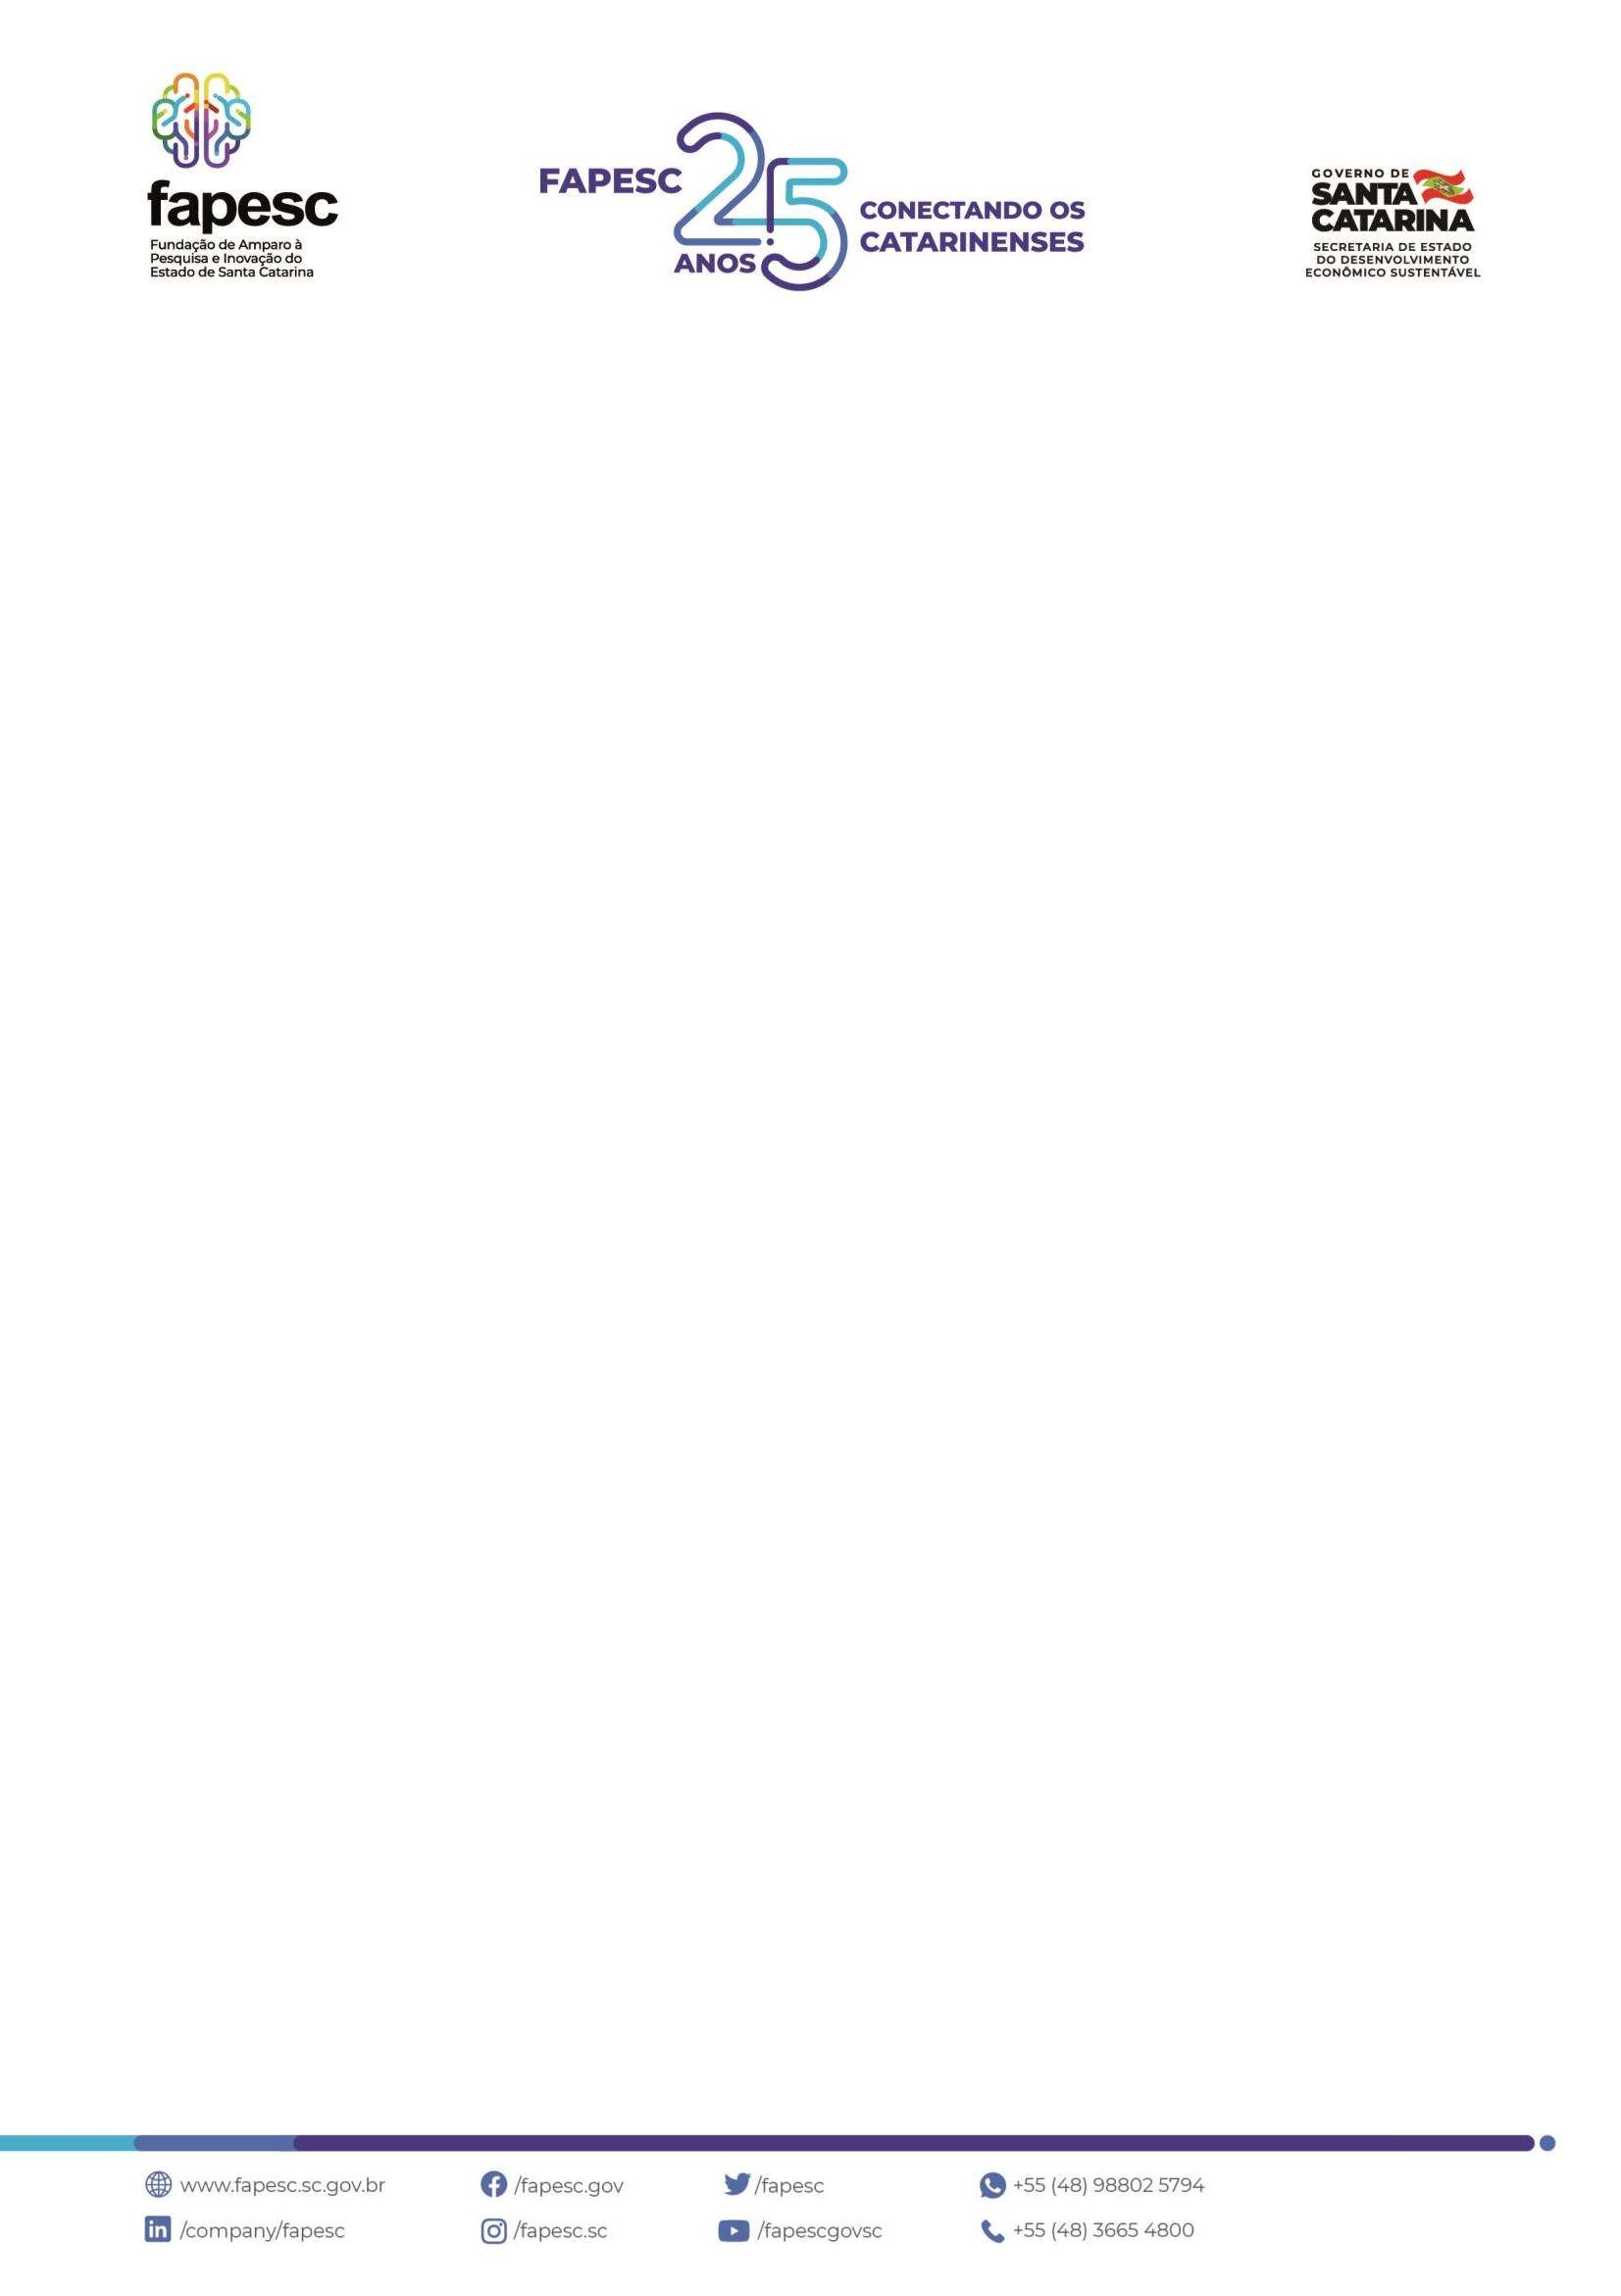 fapesc
Fundação de Amparo à
Pesquisa e Inovação do
Estado de Santa Catarina
FAPESC
25
ANOS
CONECTANDO OS
CATARINENSES
GOVERNO DE
SANTA
CATARINA
SECRETARIA DE ESTADO
DO DESENVOLVIMENTO
ECONÔMICO SUSTENTÁVEL
www.fapesc.sc.gov.br
/fapesc.gov
/fapesc
+55 (48) 98802 5794
in /company/fapesc
/fapesc.sc
/fapescgovsc
+55 (48) 3665 4800